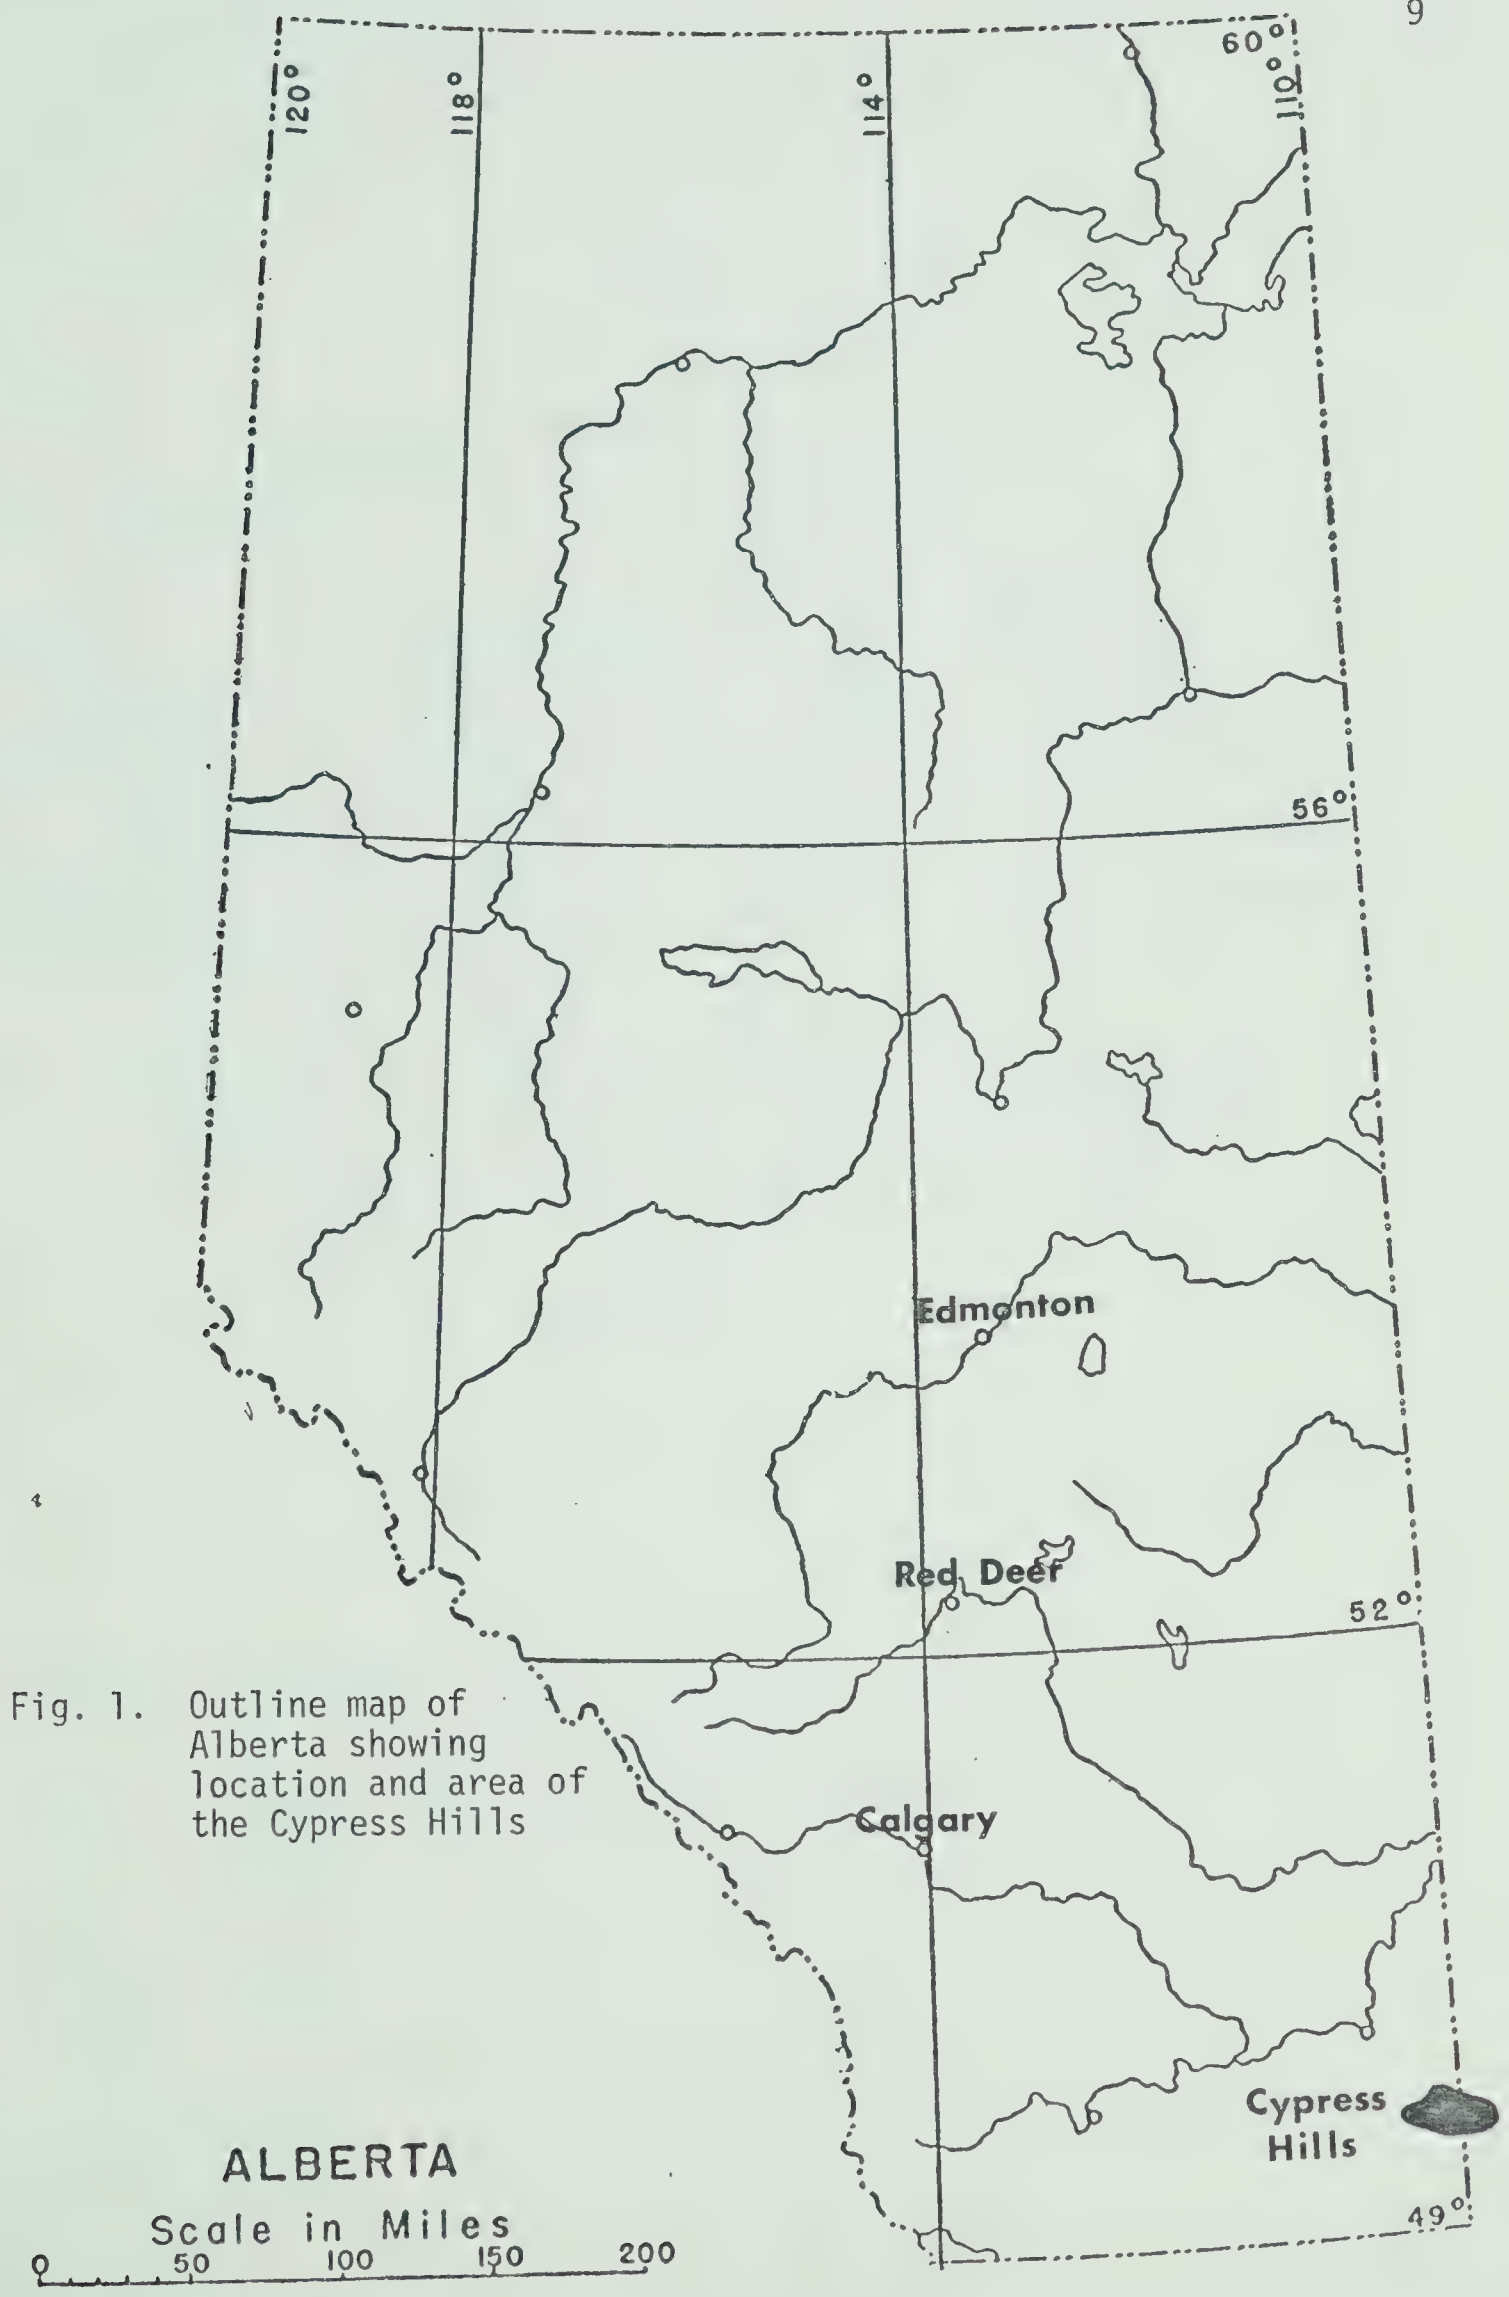 9
60°
120°
118°
114°
110°
56°
Edmonton
Red Deer
52°
Fig. 1. Outline map of
Alberta showing
location and area of
the Cypress Hills
Calgary
Cypress
Hills
ALBERTA
49°
Scale in Miles
0 50 100 150 200